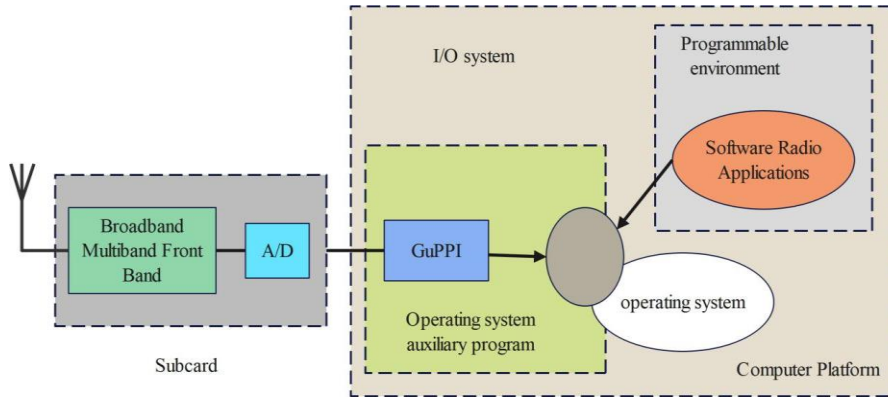 Programmable
environment
I/O system
Software Radio
Applications
Broadband
Multiband Front
Band
A/D
GuPPI
operating system
Operating system
auxiliary program
Subcard
Computer Platform